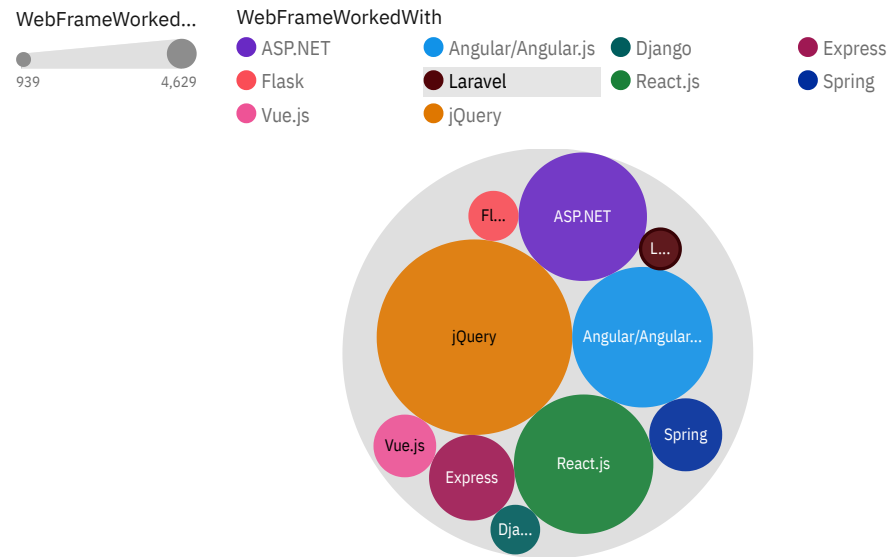 WebFrameWorked...
939
4,629
WebFrameWorkedWith
ASP.NET
Angular/Angular.js
Django
Express
Flask
Laravel
React.js
Spring
Vue.js
jQuery
Fl...
ASP.NET
L...
jQuery
Angular/Angular...
Vue.js
Spring
Express
React.js
Dja...